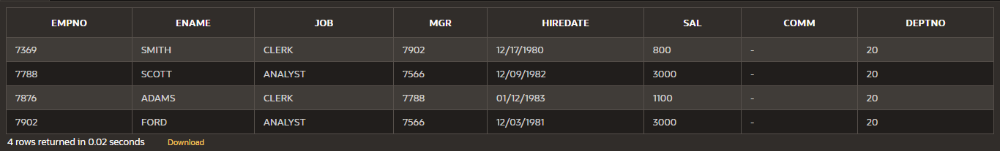 EMPNO ENAME JOB MGR HIREDATE SAL COMM DEPTNO
7369 SMITH CLERK 7902 12/17/1980 800 - 20
7788 SCOTT ANALYST 7566 12/09/1982 3000 - 20
7876 ADAMS CLERK 7788 01/12/1983 1100 - 20
7902 FORD ANALYST 7566 12/03/1981 3000 - 20
4 rows returned in 0.02 seconds Download